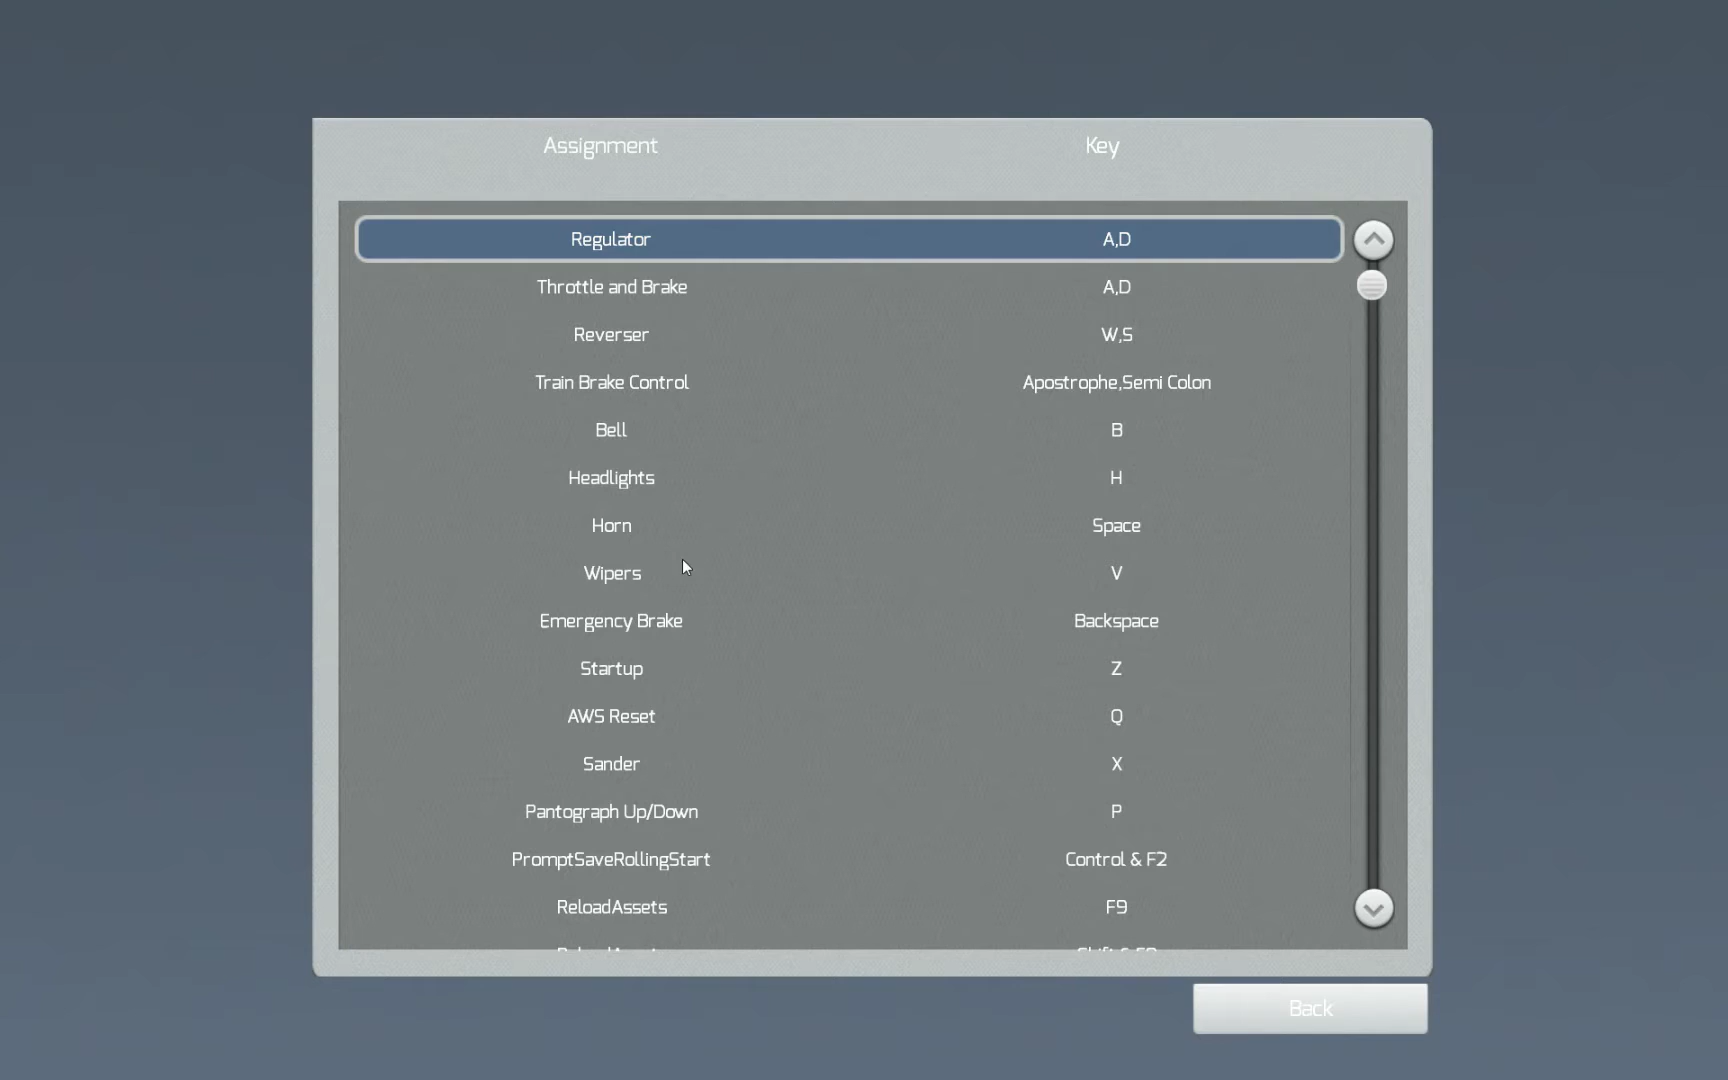 Assignment Key
Regulator A,D
Throttle and Brake A,D
Reverser W,S
Train Brake Control Apostrophe,Semi Colon
Bell B
Headlights H
Horn Space
Wipers V
Emergency Brake Backspace
Startup Z
AWS Reset Q
Sander X
Pantograph Up/Down P
PromptSaveRollingStart Control & F2
ReloadAssets F9
Back